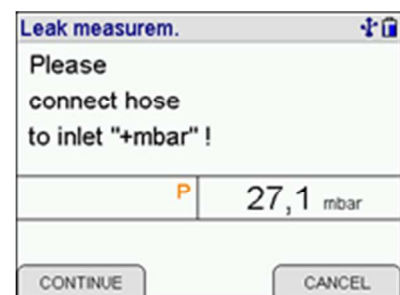 Leak measurem.
Please
connect hose
to inlet "+mbar" !
P 27,1 mbar
CONTINUE CANCEL